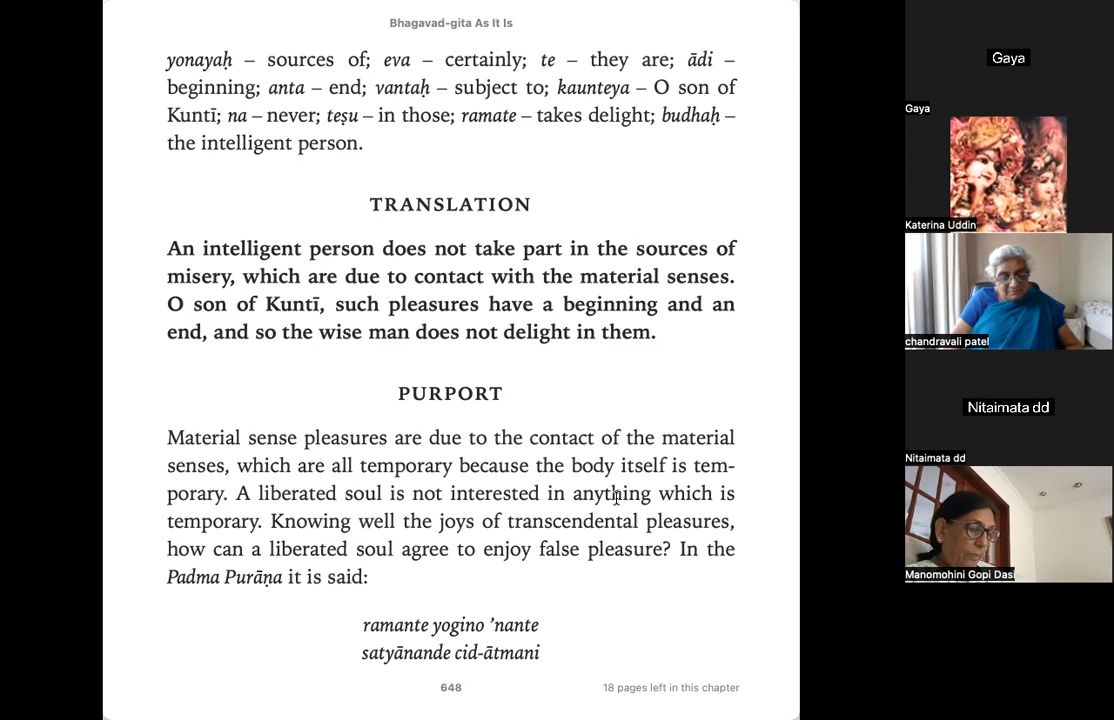 Bhagavad-gita As It Is
yonayaḥ – sources of; eva – certainly; te – they are; ādi –
beginning; anta – end; vantaḥ – subject to; kaunteya – O son of
Kuntī; na – never; teṣu – in those; ramate – takes delight; budhaḥ –
the intelligent person.
TRANSLATION
An intelligent person does not take part in the sources of
misery, which are due to contact with the material senses.
O son of Kuntī, such pleasures have a beginning and an
end, and so the wise man does not delight in them.
PURPORT
Material sense pleasures are due to the contact of the material
senses, which are all temporary because the body itself is tem-
porary. A liberated soul is not interested in anything which is
temporary. Knowing well the joys of transcendental pleasures,
how can a liberated soul agree to enjoy false pleasure? In the
Padma Purāṇa it is said:
ramante yogino ’nante
satyānande cid-ātmani
648
18 pages left in this chapter
Gaya
Gaya
Katerina Uddin
chandravali patel
Nitaimata dd
Nitaimata dd
Manomohini Gopi Dasi